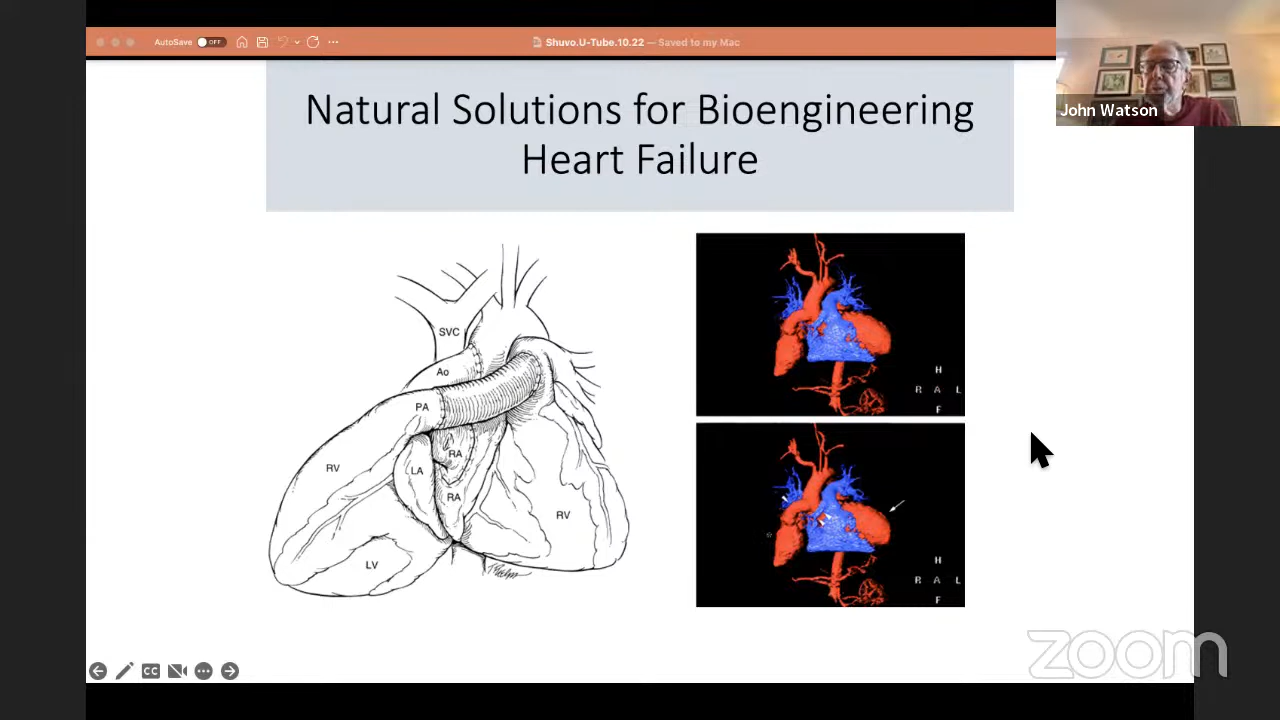 AutoSave OFF
Shuvo.U-Tube.10.22 — Saved to my Mac
John Watson
Natural Solutions for Bioengineering
Heart Failure
SVC
Ao
PA
RV
LA
RA
RA
RV
LV
H
R A L
F
H
R A L
F
CC
zoom